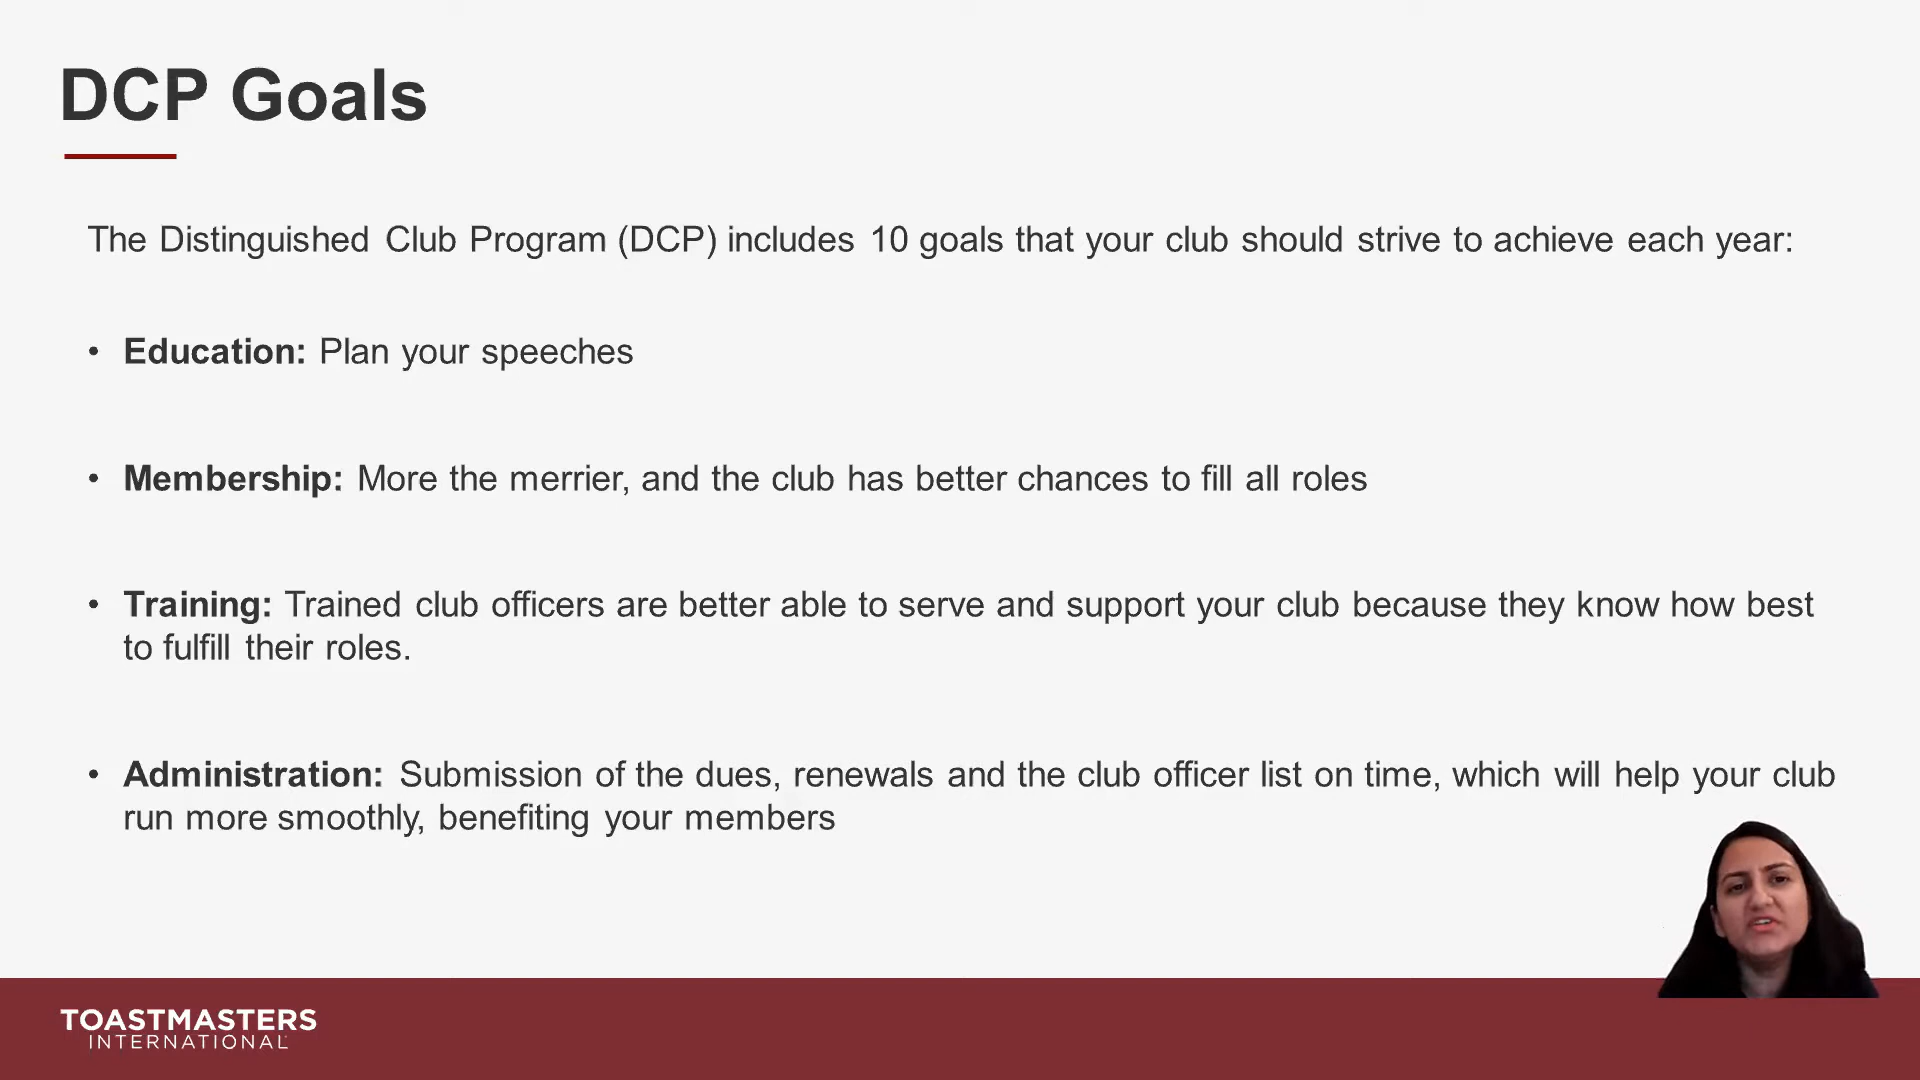 DCP Goals
The Distinguished Club Program (DCP) includes 10 goals that your club should strive to achieve each year:
• Education: Plan your speeches
• Membership: More the merrier, and the club has better chances to fill all roles
• Training: Trained club officers are better able to serve and support your club because they know how best
to fulfill their roles.
• Administration: Submission of the dues, renewals and the club officer list on time, which will help your club
run more smoothly, benefiting your members
TOASTMASTERS
INTERNATIONAL